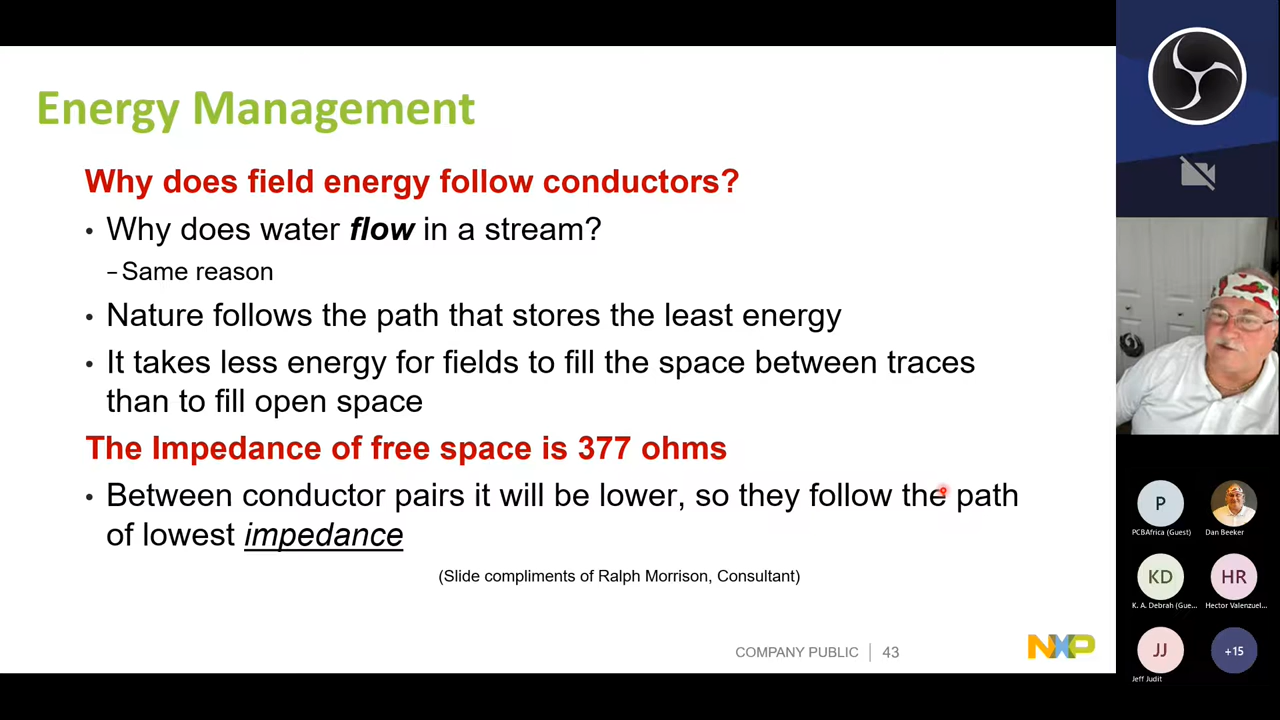 Energy Management
Why does field energy follow conductors?
• Why does water flow in a stream?
– Same reason
• Nature follows the path that stores the least energy
• It takes less energy for fields to fill the space between traces
than to fill open space
The Impedance of free space is 377 ohms
• Between conductor pairs it will be lower, so they follow the path
of lowest impedance
(Slide compliments of Ralph Morrison, Consultant)
COMPANY PUBLIC | 43
NXP
P
PCBAfrica (Guest)
Dan Beeker
KD
K. A. Debrah (Gue...
HR
Hector Valenzuel...
JJ
Jeff Judit
+15